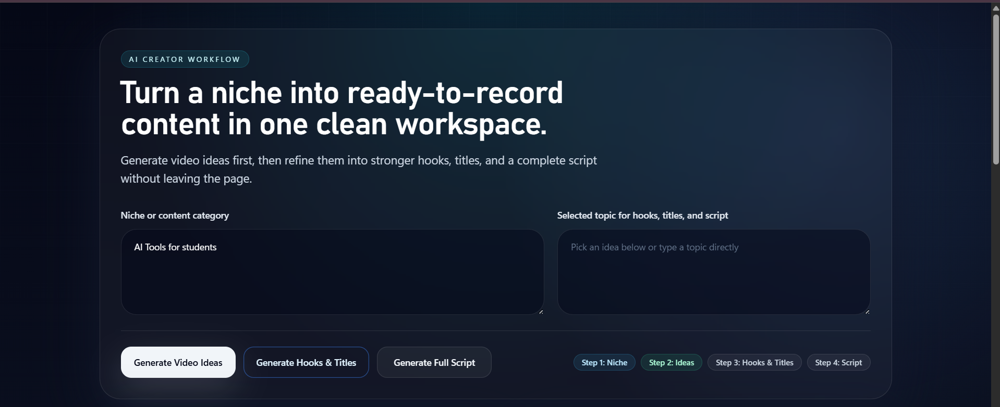 AI CREATOR WORKFLOW
Turn a niche into ready-to-record
content in one clean workspace.
Generate video ideas first, then refine them into stronger hooks, titles, and a complete script
without leaving the page.
Niche or content category
AI Tools for students
Selected topic for hooks, titles, and script
Pick an idea below or type a topic directly
Generate Video Ideas
Generate Hooks & Titles
Generate Full Script
Step 1: Niche
Step 2: Ideas
Step 3: Hooks & Titles
Step 4: Script